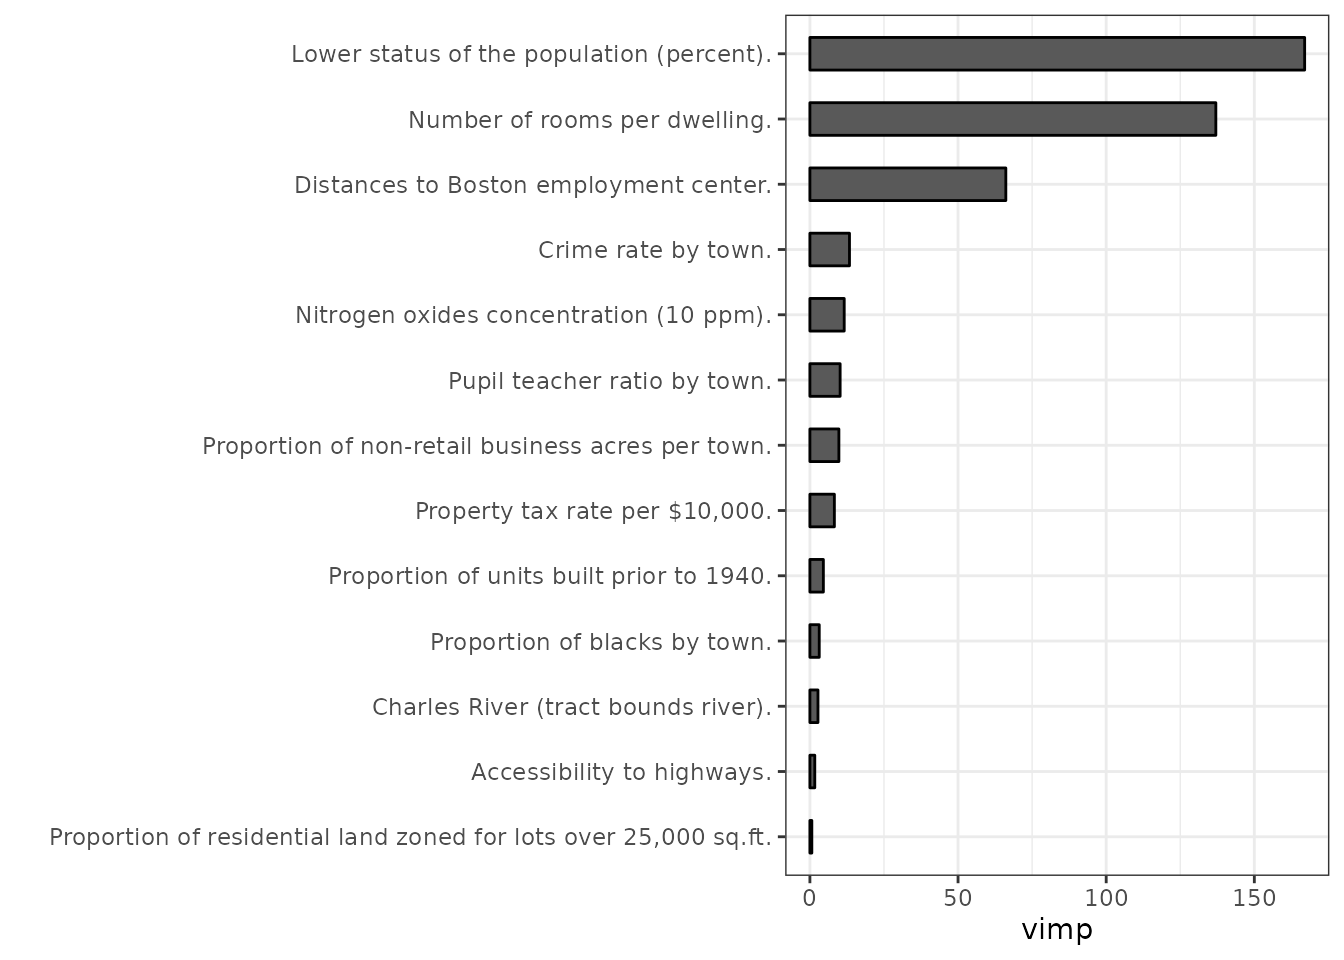 Lower status of the population (percent).
Number of rooms per dwelling.
Distances to Boston employment center.
Crime rate by town.
Nitrogen oxides concentration (10 ppm).
Pupil teacher ratio by town.
Proportion of non-retail business acres per town.
Property tax rate per $10,000.
Proportion of units built prior to 1940.
Proportion of blacks by town.
Charles River (tract bounds river).
Accessibility to highways.
Proportion of residential land zoned for lots over 25,000 sq.ft.
0 50 100 150
vimp